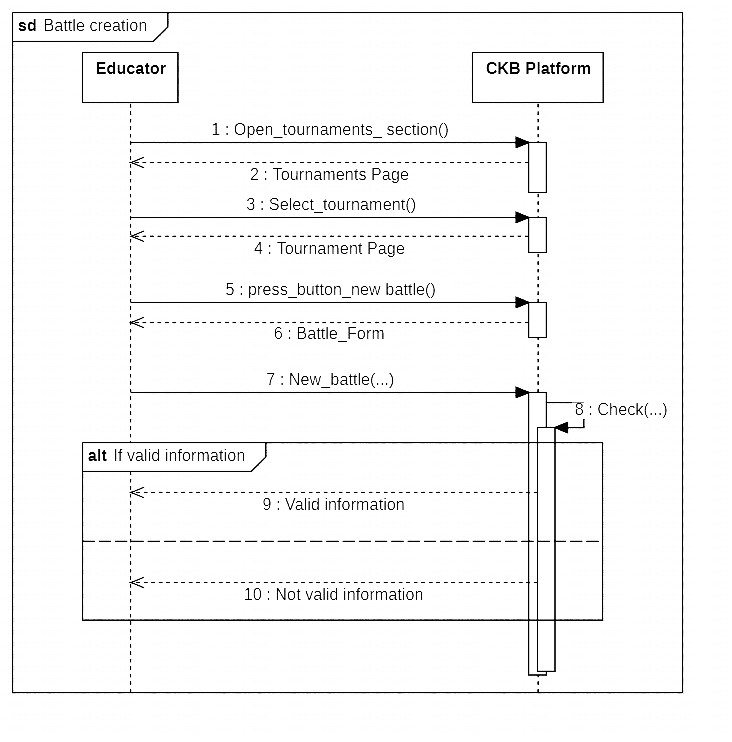 sd Battle creation
Educator
CKB Platform
1 : Open_tournaments_ section()
2 : Tournaments Page
3 : Select_tournament()
4 : Tournament Page
5 : press_button_new battle()
6 : Battle_Form
7 : New_battle(...)
8 : Check(...)
alt If valid information
9 : Valid information
10 : Not valid information